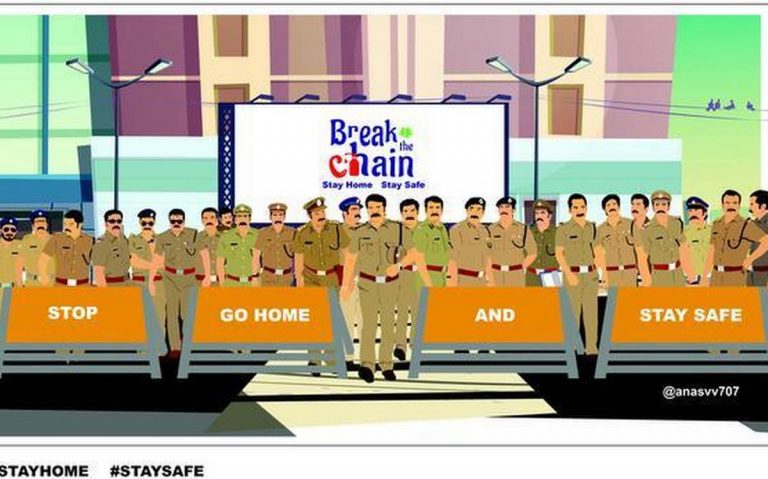 Break
the
chain
Stay Home Stay Safe
STOP
GO HOME
AND
STAY SAFE
@anasvv707
STAYHOME #STAYSAFE